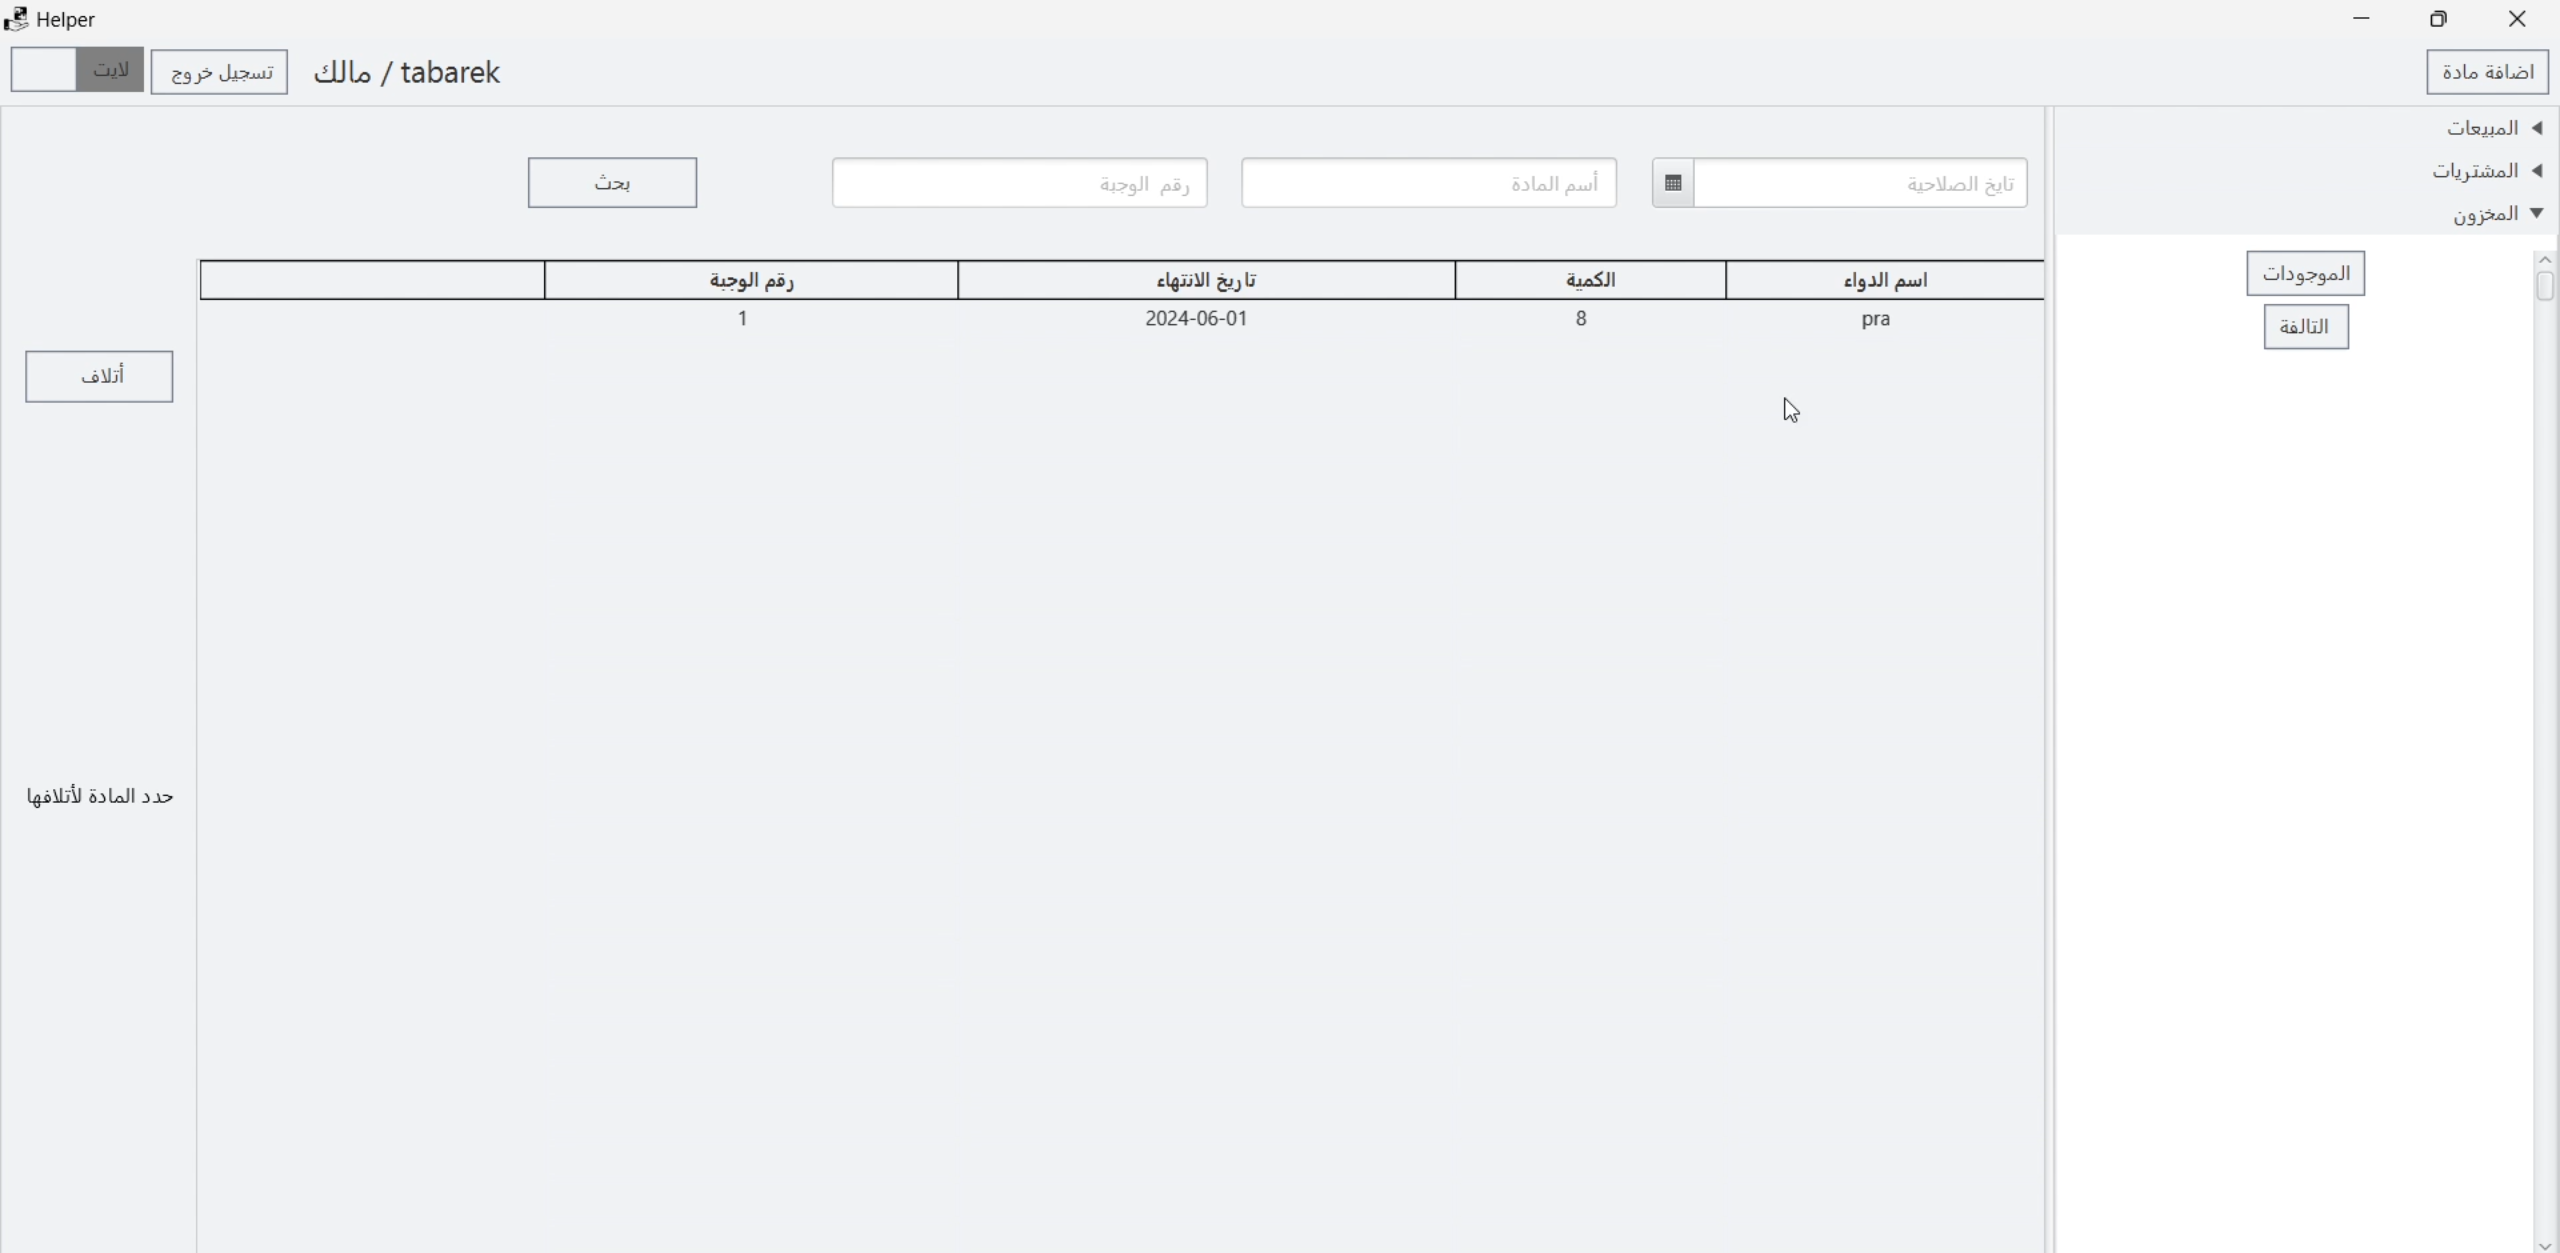 Helper
اضافة مادة
tabarek / مالك
تسجيل خروج
لايت
المبيعات
المشتريات
المخزون
الموجودات
التالفة
تايخ الصلاحية
أسم المادة
رقم الوجبة
بحث
اسم الدواء
الكمية
تاريخ الانتهاء
رقم الوجبة
pra
8
2024-06-01
1
أتلاف
حدد المادة لأتلافها